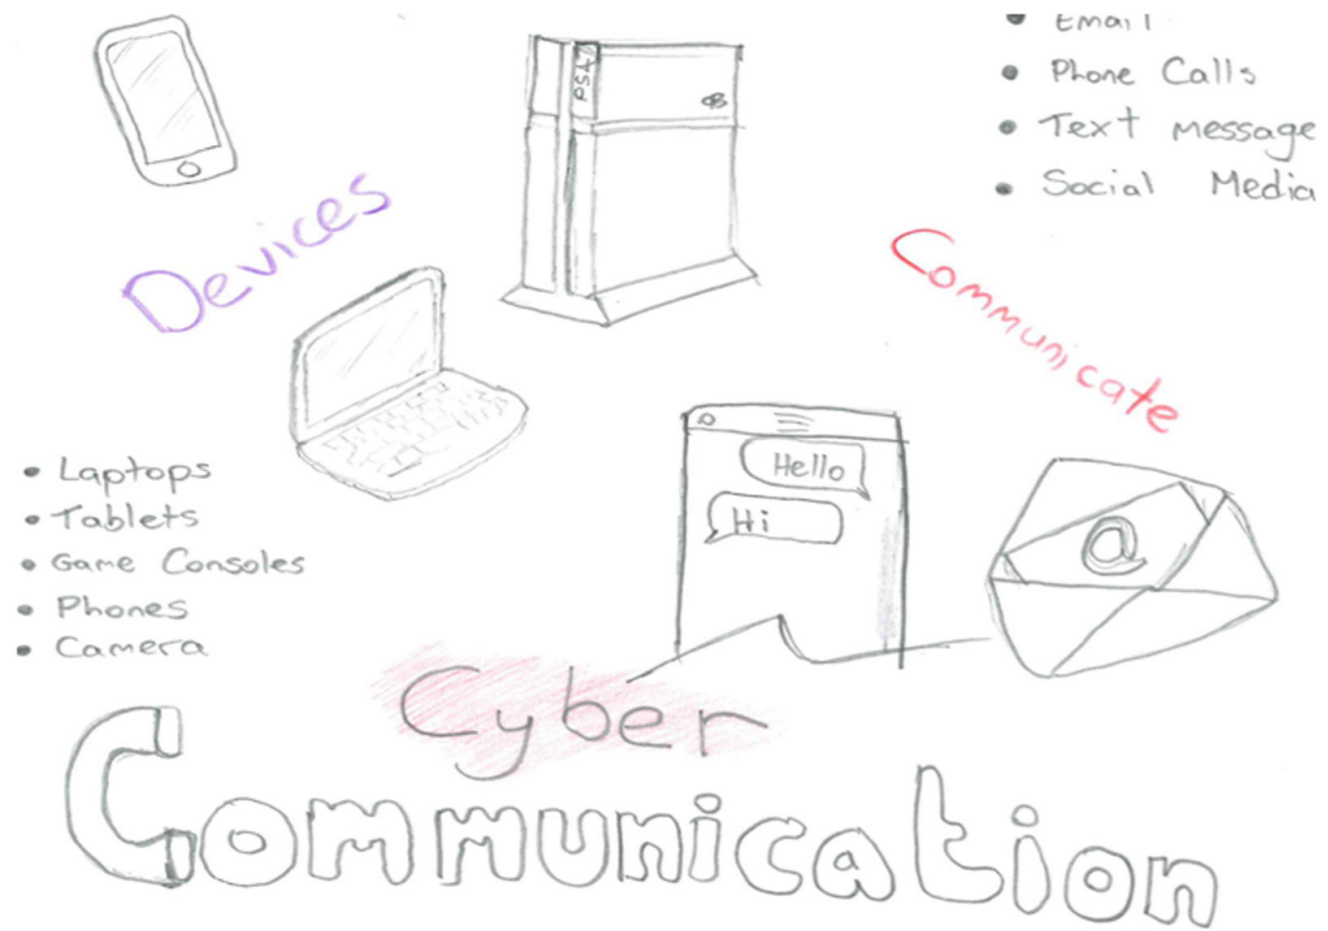 Email
Phone Calls
Text message
Social Media
PS4
Devices
Communicate
Hello
Hi
@
Laptops
Tablets
Game Consoles
Phones
Camera
Cyber
Communication